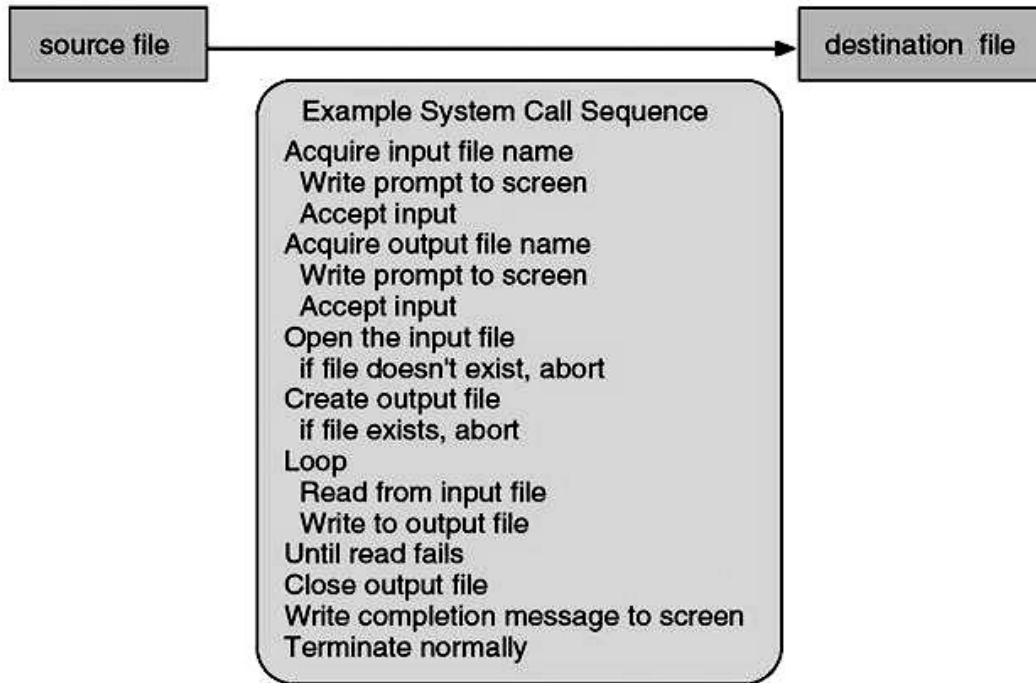 source file
destination file
Example System Call Sequence
Acquire input file name
Write prompt to screen
Accept input
Acquire output file name
Write prompt to screen
Accept input
Open the input file
if file doesn't exist, abort
Create output file
if file exists, abort
Loop
Read from input file
Write to output file
Until read fails
Close output file
Write completion message to screen
Terminate normally